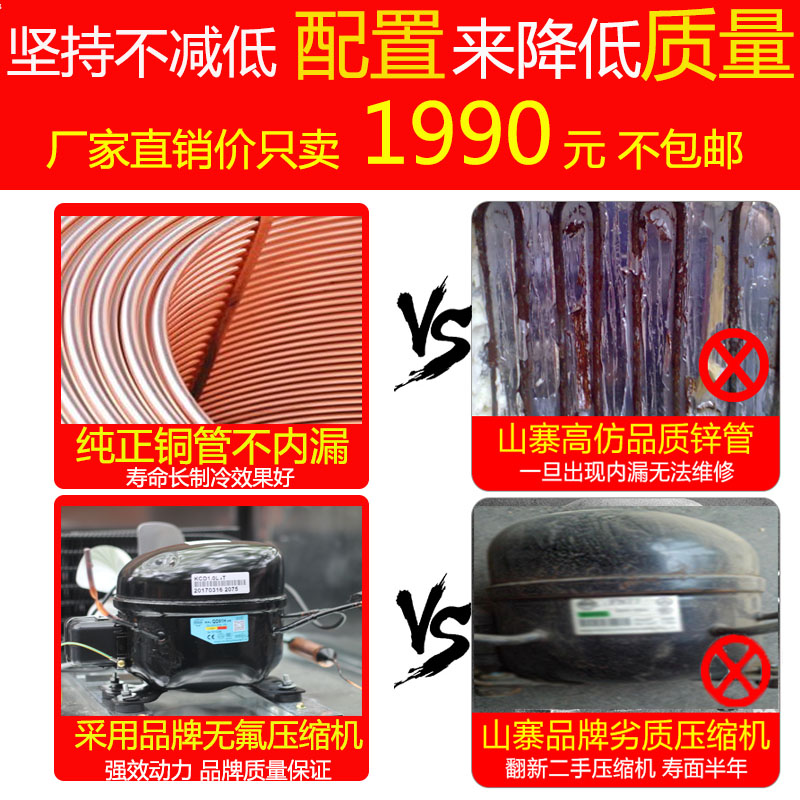 坚持不减低 配置 来降低质量
厂家直销价只卖 1990 元 不包邮
VS
纯正铜管不内漏
寿命长制冷效果好
山寨高仿品质锌管
一旦出现内漏无法维修
KCD1.0L-T
20170316 2075
VS
采用品牌无氟压缩机
强效动力 品牌质量保证
山寨品牌劣质压缩机
翻新二手压缩机 寿面半年